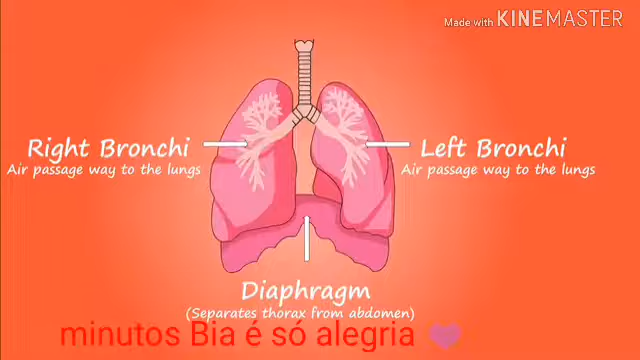 Made with KINEMASTER
Right Bronchi
Air passage way to the lungs
Left Bronchi
Air passage way to the lungs
Diaphragm
(Separates thorax from abdomen)
minutos Bia é só alegria 💜